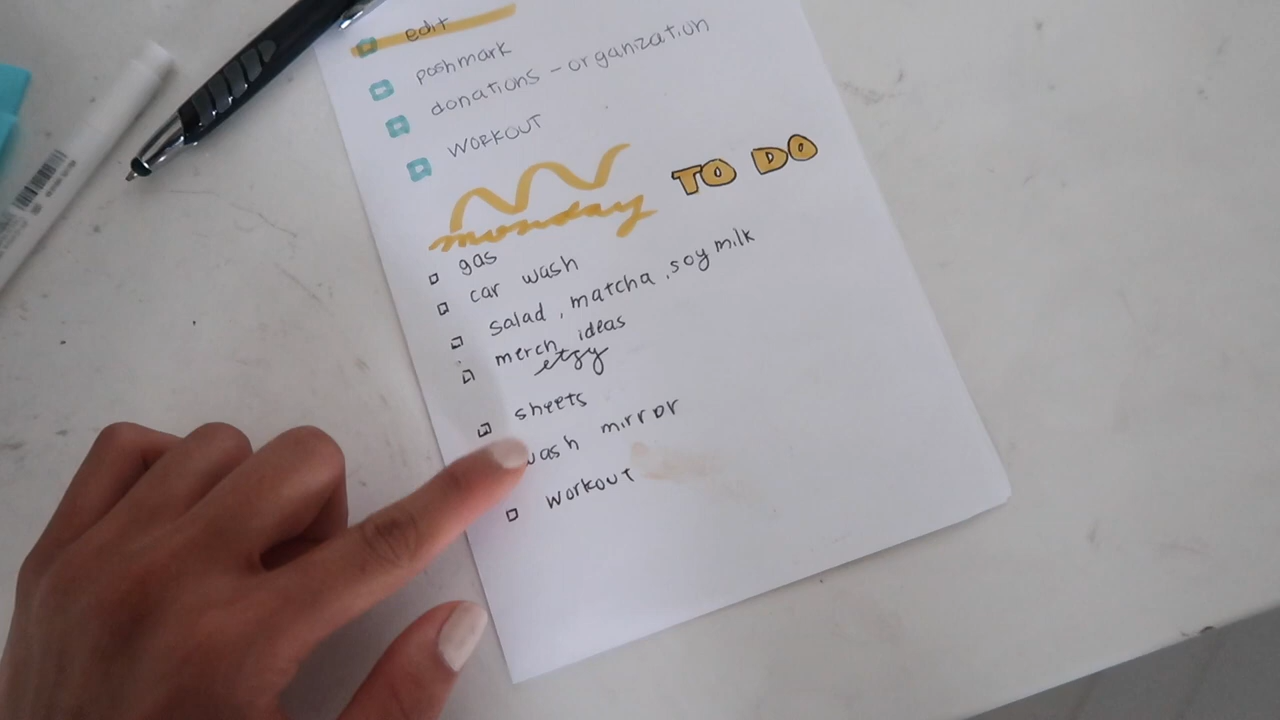 edit
poshmark
donations - organization
WORKOUT
TO DO
monday
gas
car wash
salad, matcha, soy milk
merch ideas
etsy
sheets
wash mirror
workout